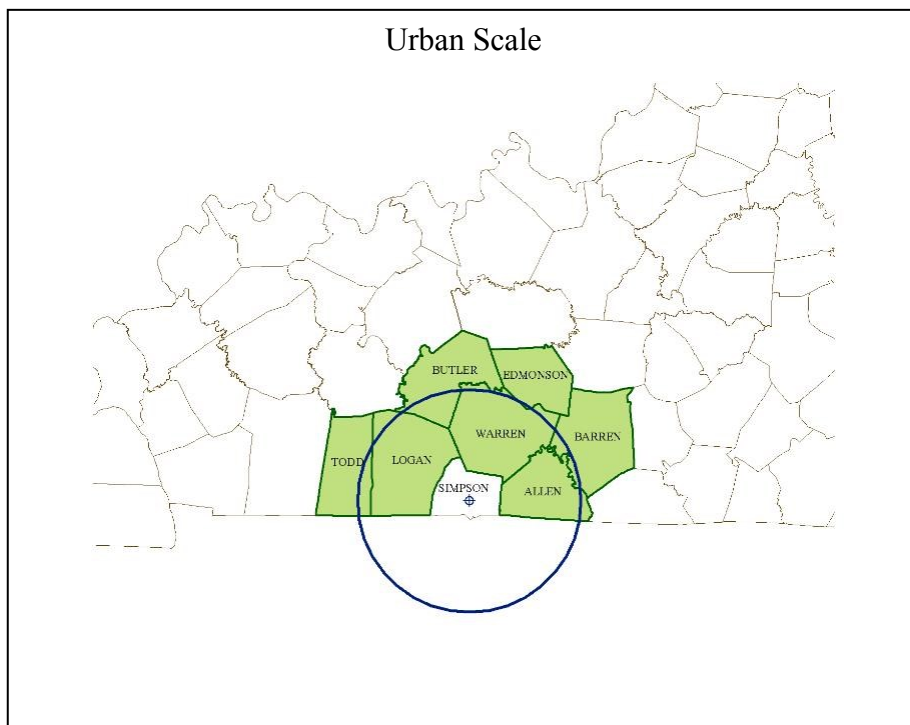 Urban Scale
BUTLER
EDMONSON
WARREN
BARREN
TODD
LOGAN
SIMPSON
ALLEN